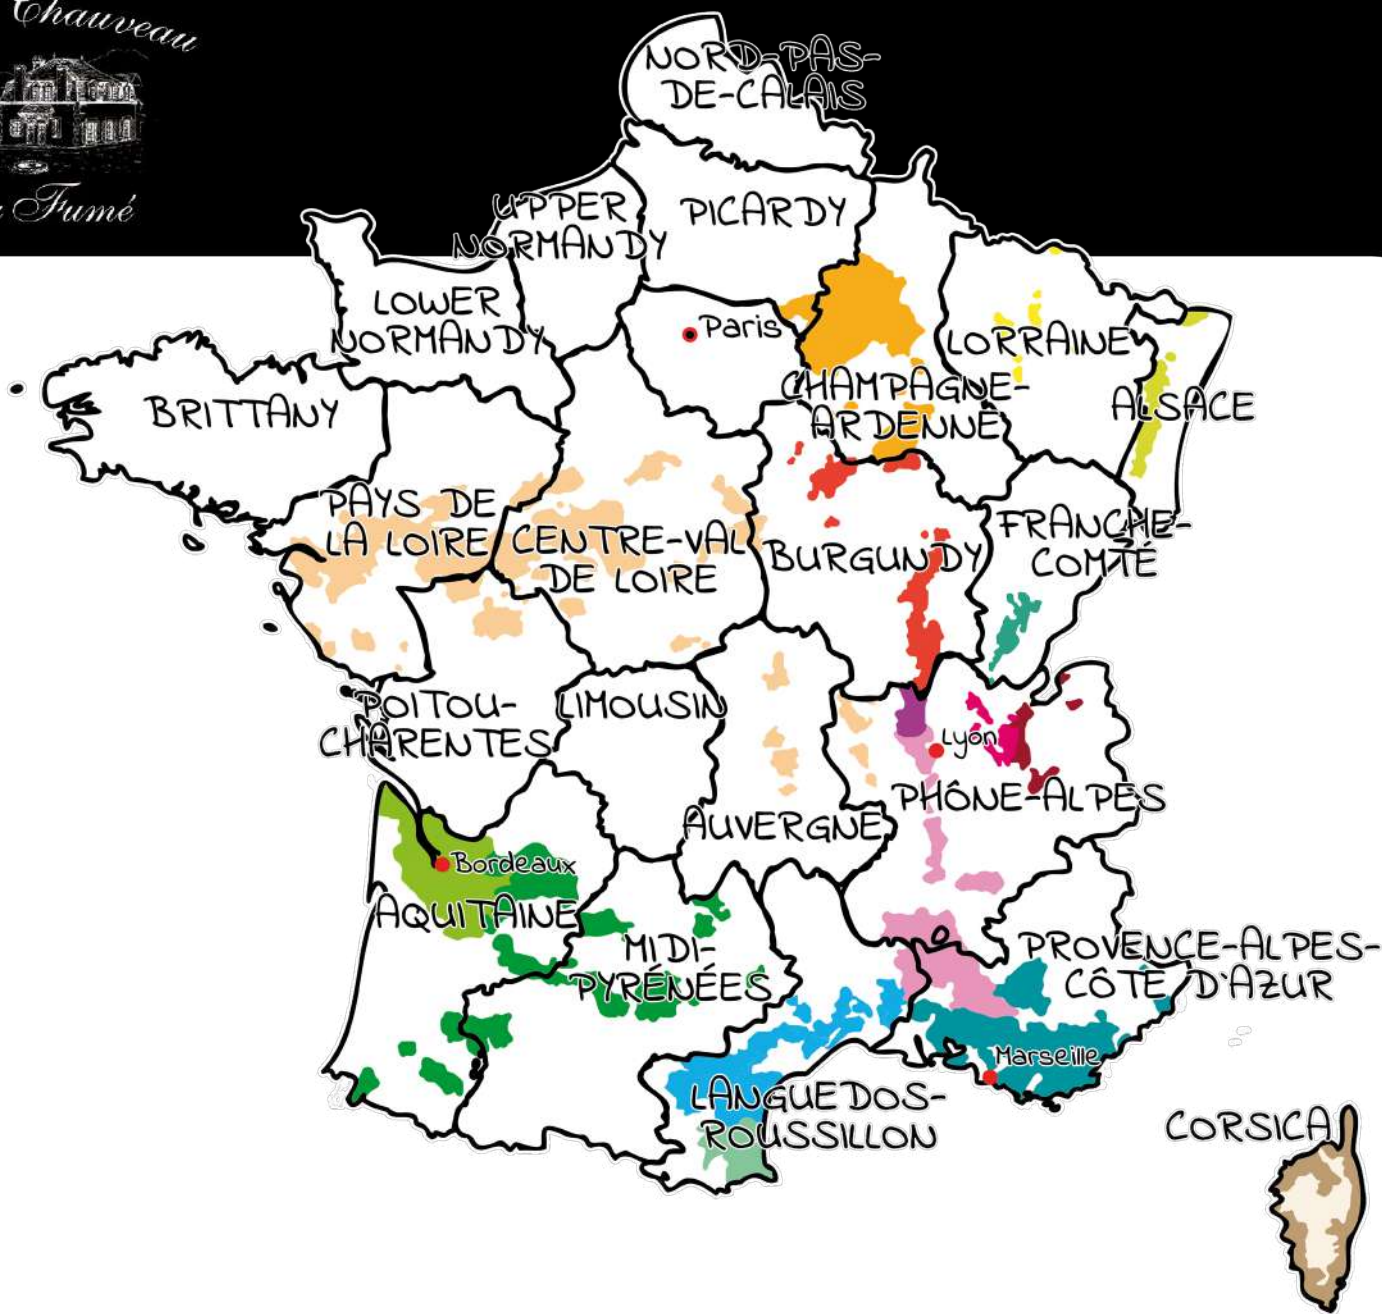 Chauveau
Fumé
NORD-PAS-
DE-CALAIS
UPPER
NORMANDY
PICARDY
LOWER
NORMANDY
Paris
LORRAINE
CHAMPAGNE-
ARDENNE
ALSACE
BRITTANY
PAYS DE
LA LOIRE
CENTRE-VAL
DE LOIRE
BURGUNDY
FRANCHE-
COMTÉ
POITOU-
CHARENTES
LIMOUSIN
Lyon
PHÔNE-ALPES
AUVERGNE
Bordeaux
AQUITAINE
MIDI-
PYRÉNÉES
PROVENCE-ALPES-
CÔTE D'AZUR
Marseille
LANGUEDOS-
ROUSSILLON
CORSICA